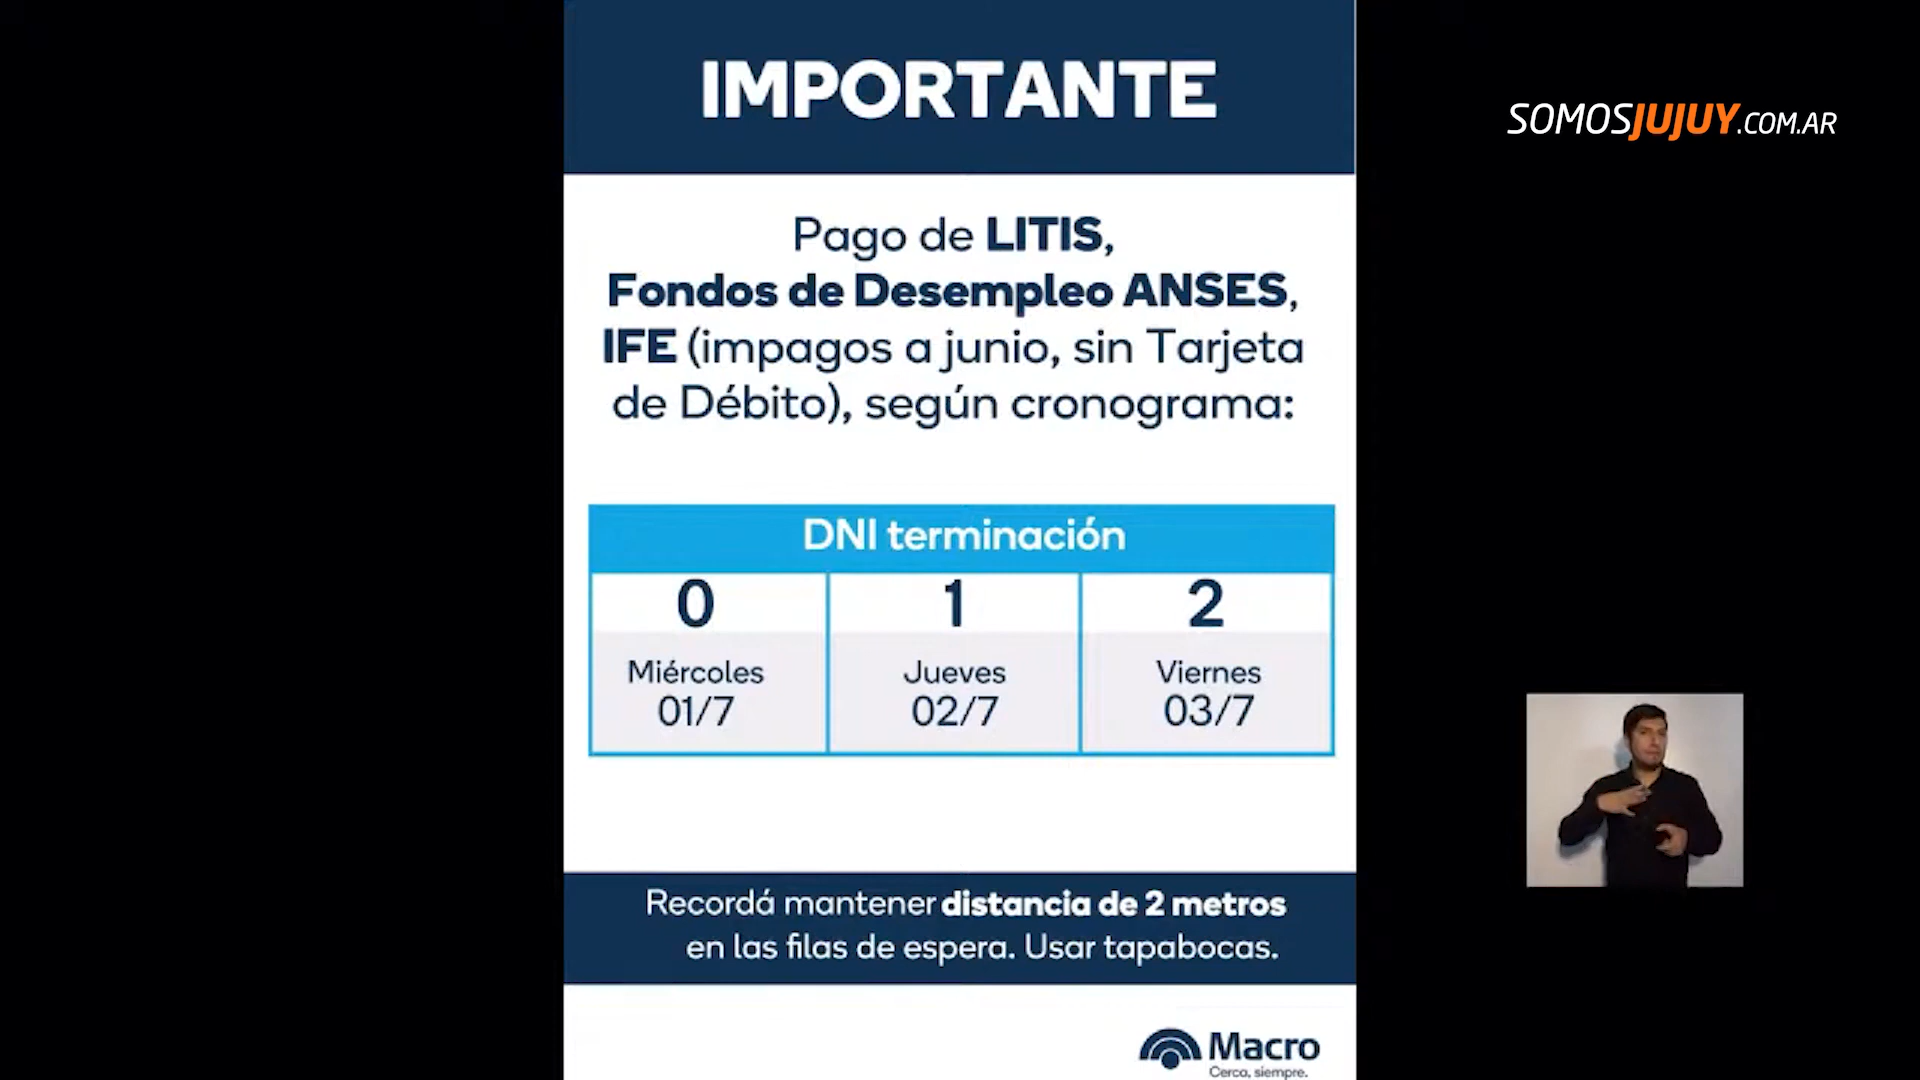 IMPORTANTE
SOMOSJUJUY.COM.AR
Pago de LITIS,
Fondos de Desempleo ANSES,
IFE (impagos a junio, sin Tarjeta
de Débito), según cronograma:
DNI terminación
0 1 2
Miércoles Jueves Viernes
01/7 02/7 03/7
Recordá mantener distancia de 2 metros
en las filas de espera. Usar tapabocas.
Macro
Cerca, siempre.